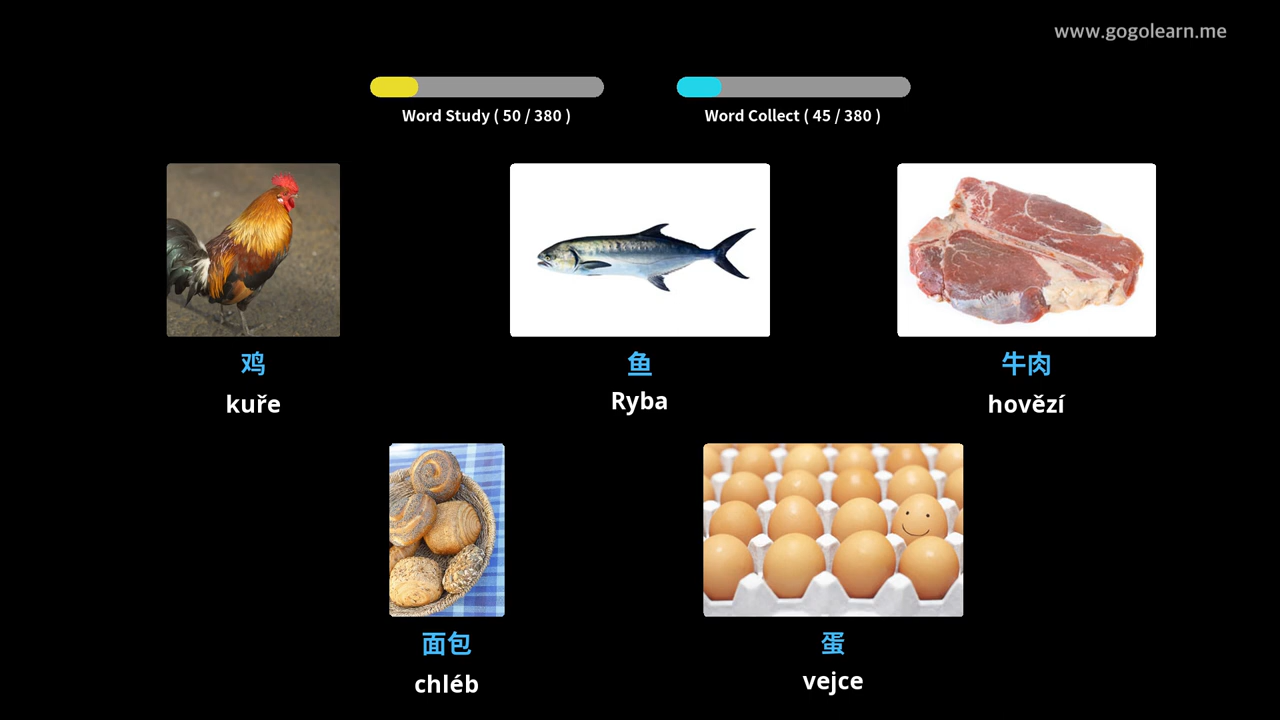 www.gogolearn.me
Word Study ( 50 / 380 )
Word Collect ( 45 / 380 )
鸡
kuře
鱼
Ryba
牛肉
hovězí
面包
chléb
蛋
vejce